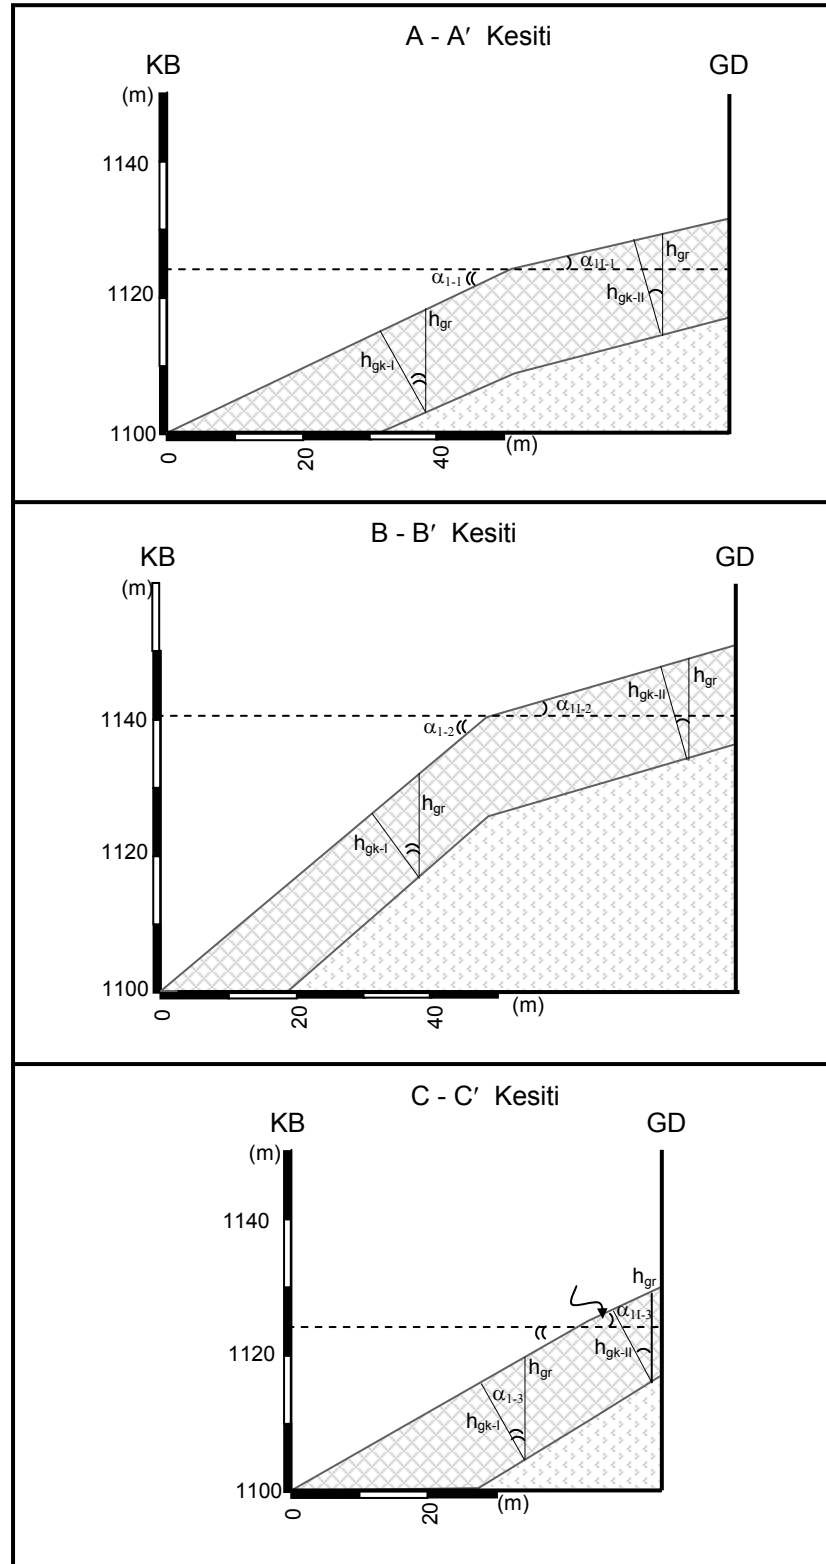 A - A′ Kesiti
KB GD
(m)
1140
α1-1 α1I-1 hgr
1120
hgr hgk-II
hgk-I
1100
0 20 40 (m)
B - B′ Kesiti
KB GD
(m)
hgk-II hgr
1140 α1-2 α1I-2
hgr
1120 hgk-I
1100
0 20 40 (m)
C - C′ Kesiti
KB GD
(m)
1140
hgr
α1I-3
1120 hgr hgk-II
α1-3
hgk-I
1100
0 20 (m)